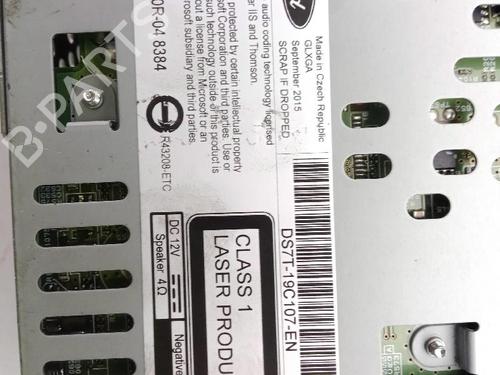 Made in Czech Republic
GLXGA
September 2015
SCRAP IF DROPPED
audio coding technology licensed
IIS and Thomson.
protected by certain intellectual property
soft Corporation and third parties. Use or
such technology outside of this product is
out a license from Microsoft or an
rosoft subsidiary and third parties.
0R-04 8384
R43208-ETC
DS7T-19C107-EN
CLASS 1
LASER PRODU
DC 12V
Speaker 4Ω
Negative
B-PARTS